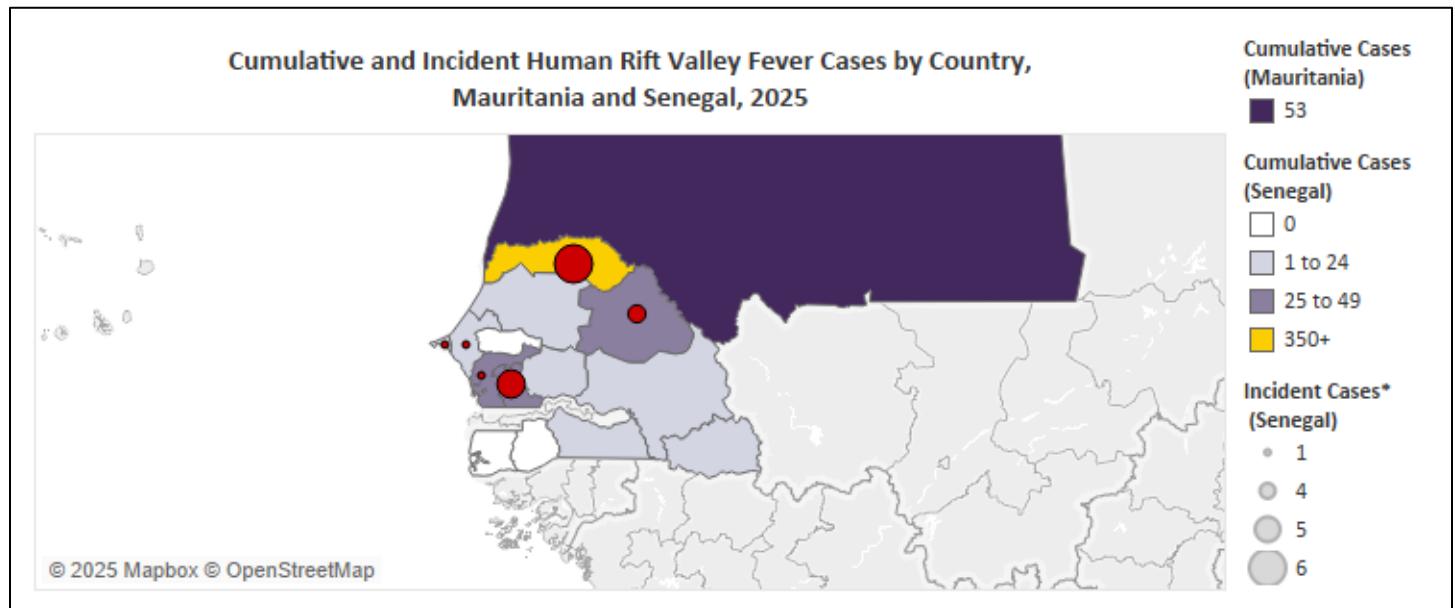 Cumulative and Incident Human Rift Valley Fever Cases by Country,
Mauritania and Senegal, 2025
Cumulative Cases
(Mauritania)
53
Cumulative Cases
(Senegal)
0
1 to 24
25 to 49
350+
Incident Cases*
(Senegal)
1
4
5
6
© 2025 Mapbox © OpenStreetMap